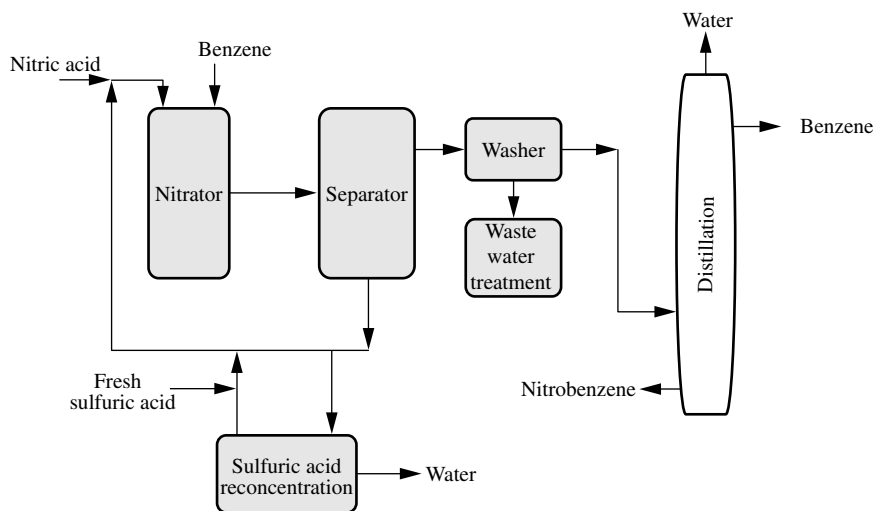 Water
Benzene
Nitric acid
Benzene
Nitrator
Separator
Washer
Waste
water
treatment
Distillation
Nitrobenzene
Fresh
sulfuric acid
Sulfuric acid
reconcentration
Water